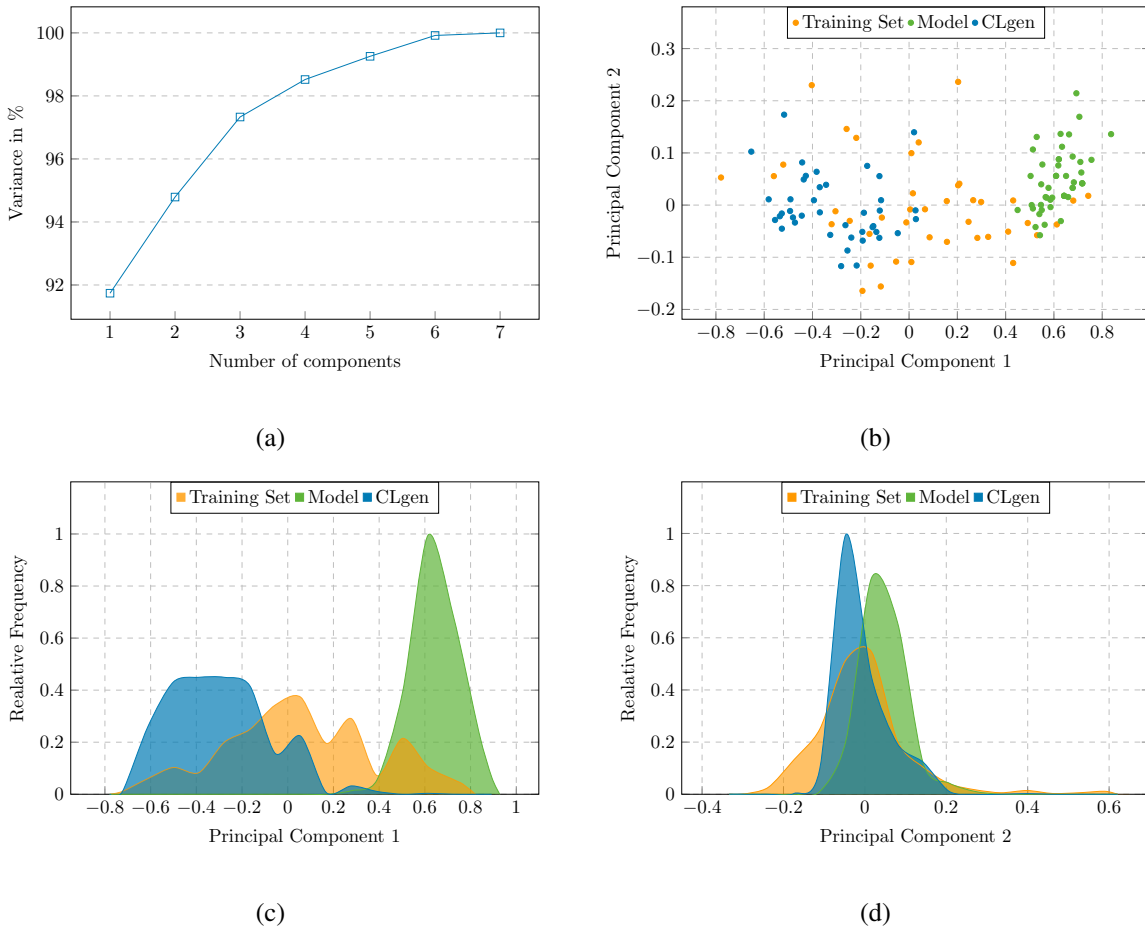 100
98
96
94
92
1 2 3 4 5 6 7
Variance in %
Number of components
(a)
Training Set Model CLgen
0.3
0.2
0.1
0
−0.1
−0.2
−0.8 −0.6 −0.4 −0.2 0 0.2 0.4 0.6 0.8
Principal Component 2
Principal Component 1
(b)
Training Set Model CLgen
1
0.8
0.6
0.4
0.2
0
−0.8 −0.6 −0.4 −0.2 0 0.2 0.4 0.6 0.8 1
Realative Frequency
Principal Component 1
(c)
Training Set Model CLgen
1
0.8
0.6
0.4
0.2
0
−0.4 −0.2 0 0.2 0.4 0.6
Realative Frequency
Principal Component 2
(d)